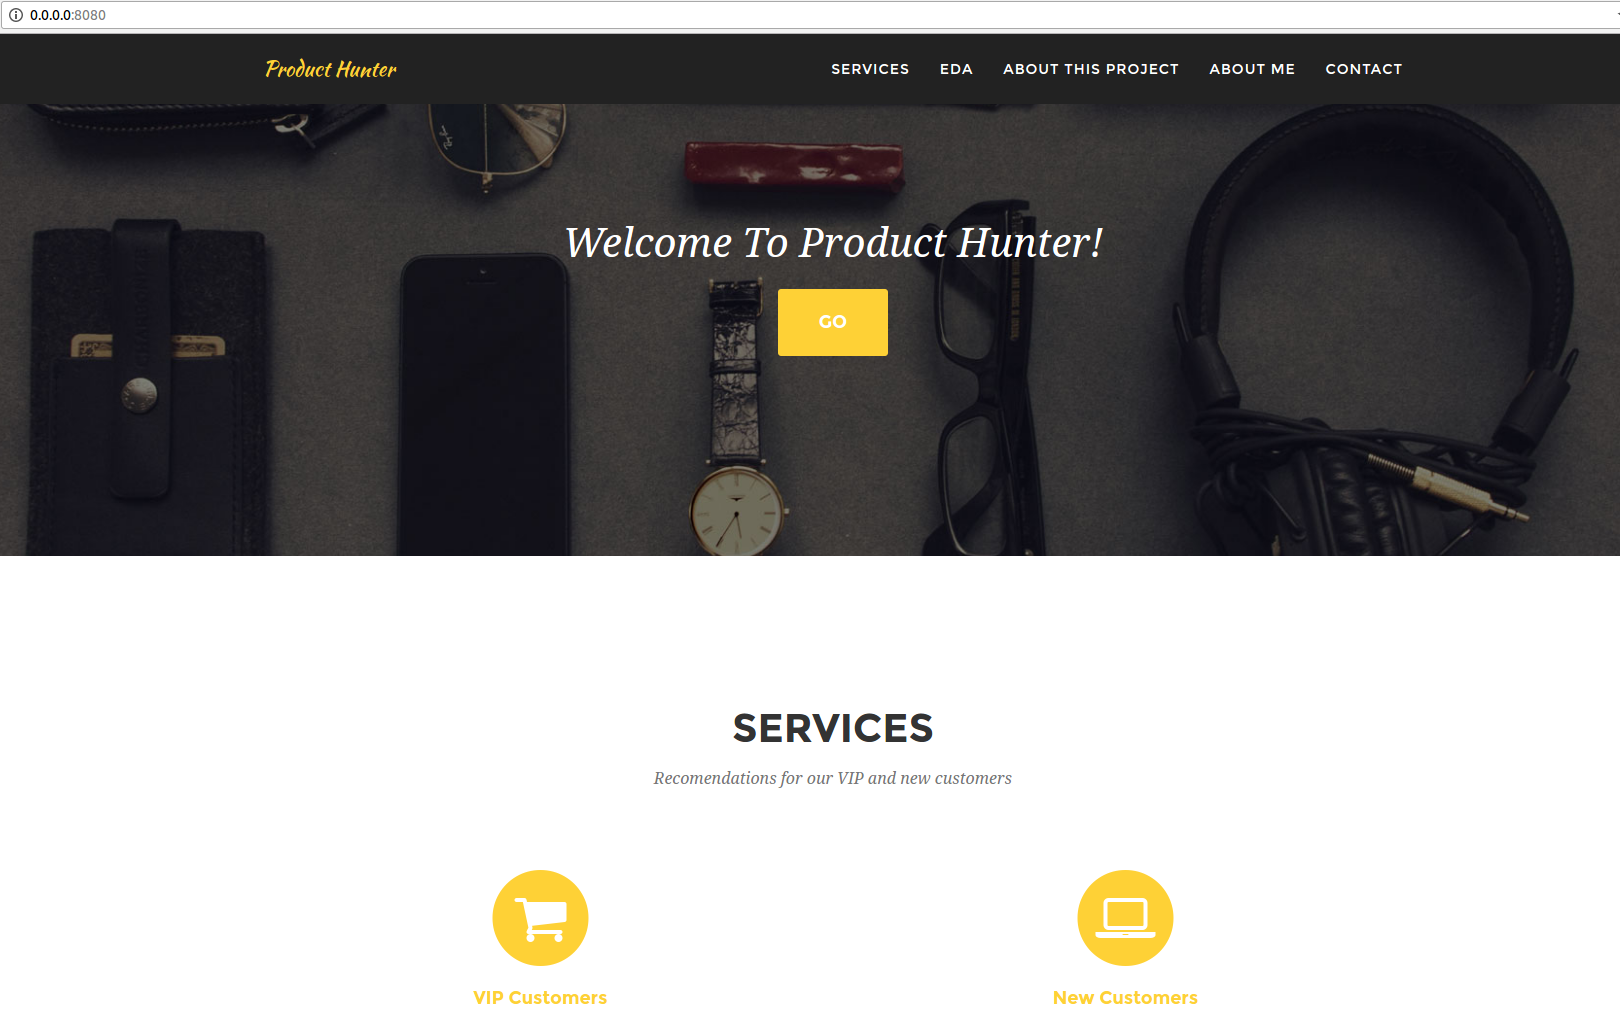 0.0.0.0:8080
Product Hunter
SERVICES EDA ABOUT THIS PROJECT ABOUT ME CONTACT
Welcome To Product Hunter!
GO
SERVICES
Recomendations for our VIP and new customers
VIP Customers
New Customers